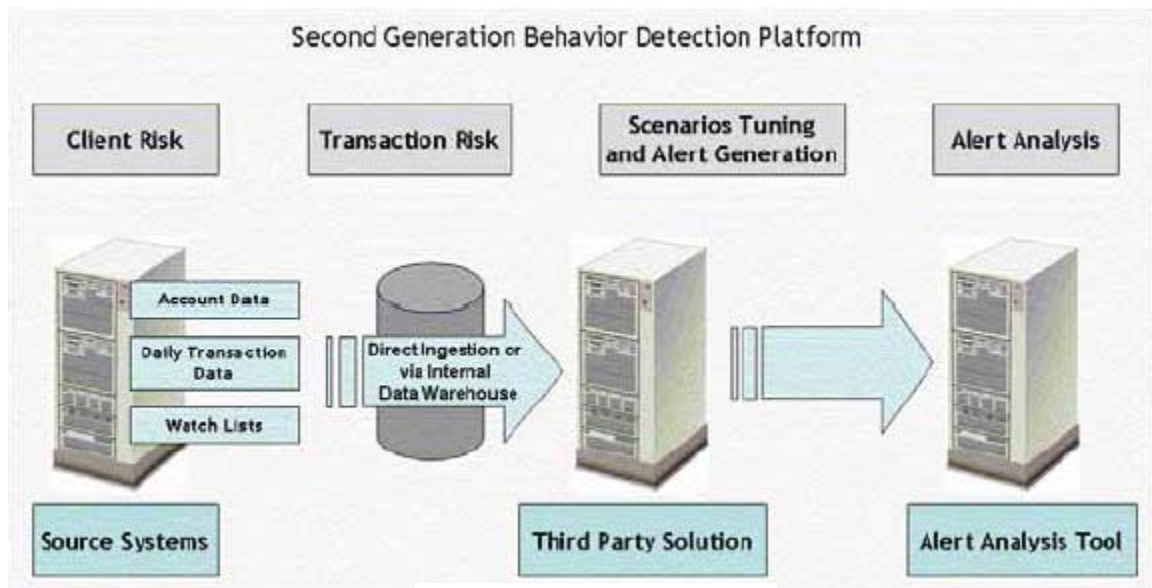 Second Generation Behavior Detection Platform
Client Risk
Transaction Risk
Scenarios Tuning
and Alert Generation
Alert Analysis
Account Data
Daily Transaction
Data
Watch Lists
Direct Ingestion or
via Internal
Data Warehouse
Source Systems
Third Party Solution
Alert Analysis Tool